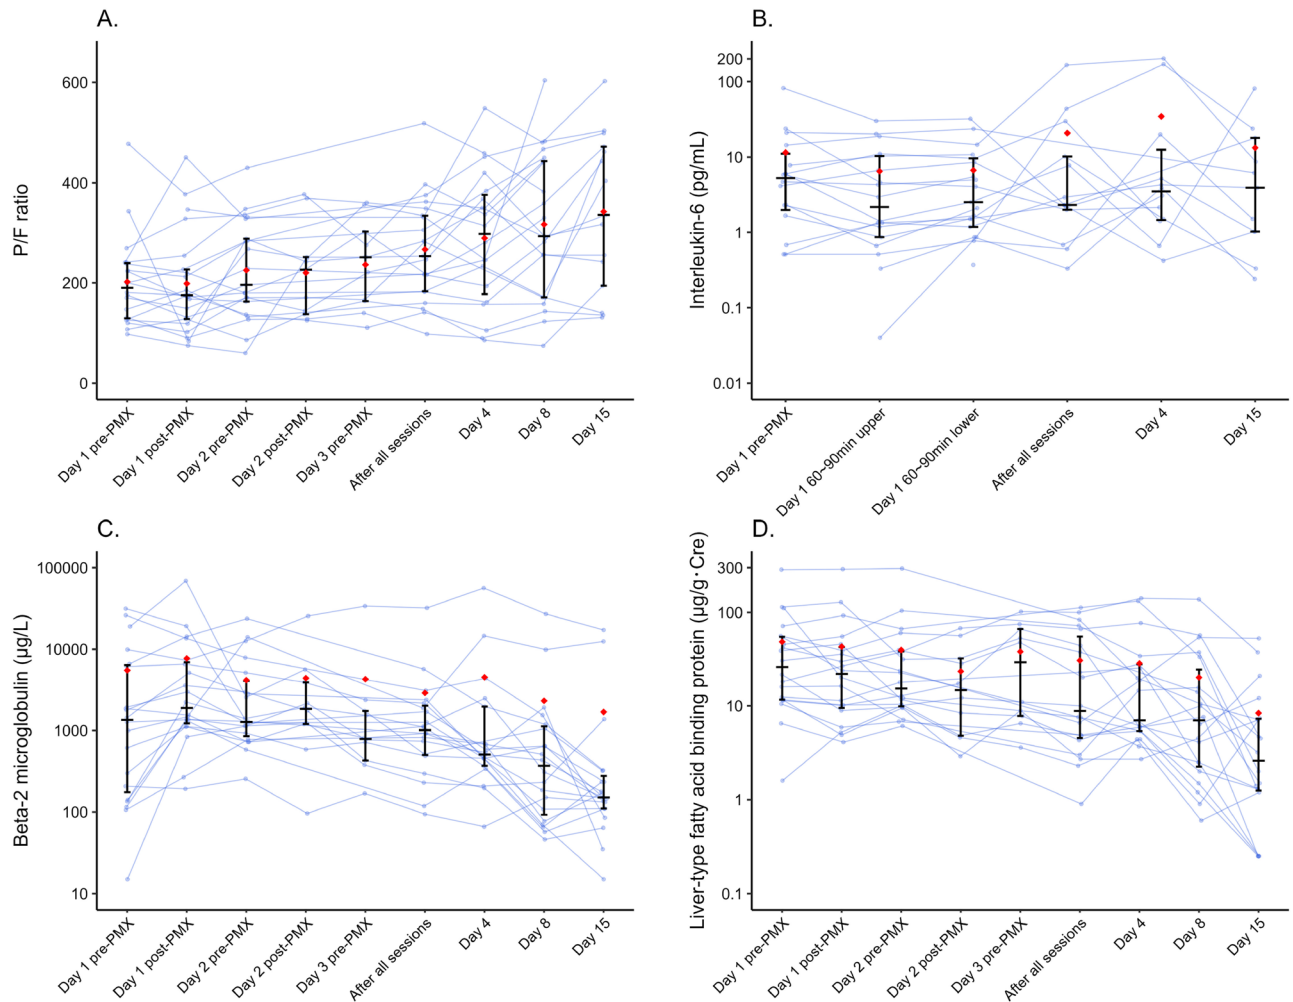 A.
P/F ratio
600
400
200
0
Day 1 pre-PMX
Day 1 post-PMX
Day 2 pre-PMX
Day 2 post-PMX
Day 3 pre-PMX
After all sessions
Day 4
Day 8
Day 15
B.
Interleukin-6 (pg/mL)
200
100
10
1
0.1
0.01
Day 1 pre-PMX
Day 1 60~90min upper
Day 1 60~90min lower
After all sessions
Day 4
Day 15
C.
Beta-2 microglobulin (μg/L)
100000
10000
1000
100
10
Day 1 pre-PMX
Day 1 post-PMX
Day 2 pre-PMX
Day 2 post-PMX
Day 3 pre-PMX
After all sessions
Day 4
Day 8
Day 15
D.
Liver-type fatty acid binding protein (μg/g·Cre)
300
100
10
1
0.1
Day 1 pre-PMX
Day 1 post-PMX
Day 2 pre-PMX
Day 2 post-PMX
Day 3 pre-PMX
After all sessions
Day 4
Day 8
Day 15